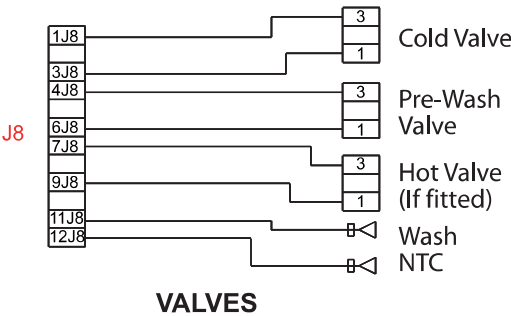 1J8
3J8
4J8
6J8
7J8
9J8
11J8
12J8
J8
3
1
Cold Valve
3
1
Pre-Wash
Valve
3
1
Hot Valve
(If fitted)
Wash
NTC
VALVES